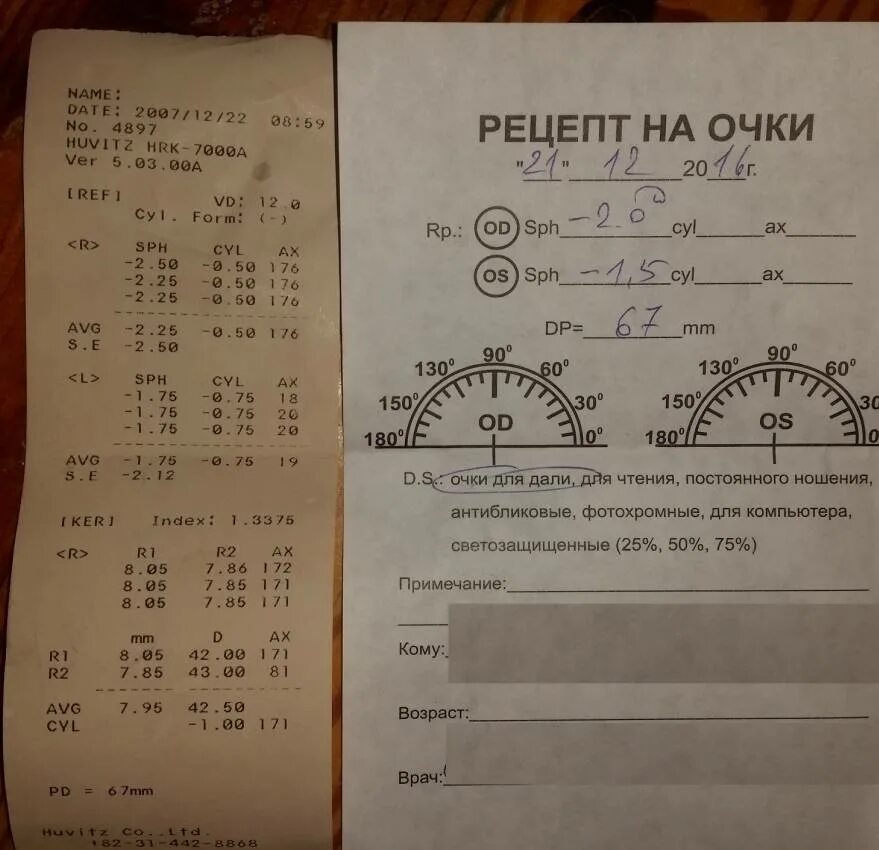 NAME:
DATE: 2007/12/22 08:59
No. 4897
HUVITZ HRK-7000A
Ver 5.03.00A
[REF] VD: 12.0
Cyl. Form: (-)
<R> SPH CYL AX
-2.50 -0.50 176
-2.25 -0.50 176
-2.25 -0.50 176
AVG -2.25 -0.50 176
S.E -2.50
<L> SPH CYL AX
-1.75 -0.75 18
-1.75 -0.75 20
-1.75 -0.75 20
AVG -1.75 -0.75 19
S.E -2.12
[KER] Index: 1.3375
<R> R1 R2 AX
8.05 7.86 172
8.05 7.85 171
8.05 7.85 171
mm D AX
R1 8.05 42.00 171
R2 7.85 43.00 81
AVG 7.95 42.50
CYL -1.00 171
PD = 67mm
Huvitz Co.,Ltd.
182-31-442-8868
РЕЦЕПТ НА ОЧКИ
"21" 12 2016г.
Rp.: OD Sph -2.0 cyl ax
OS Sph -1,5 cyl ax
DP= 67 mm
180° 150° 130° 90° 60° 30° 0°
OD
180° 150° 130° 90° 60° 30
OS
D.S.: очки для дали, для чтения, постоянного ношения,
антибликовые, фотохромные, для компьютера,
светозащищенные (25%, 50%, 75%)
Примечание:
Кому:
Возраст:
Врач: